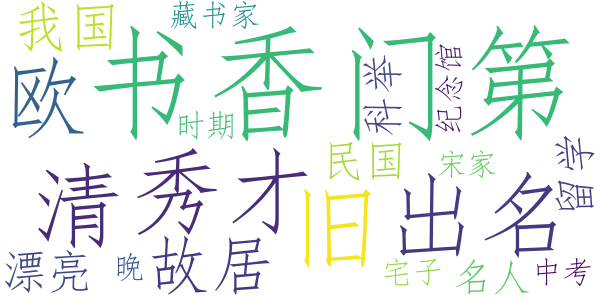 藏书家
我国
欧
书香门第
科举
纪念馆
时期
民国
宋家
留学
清
秀才
旧
出名
漂亮
晚
故居
宅子
名人
中考